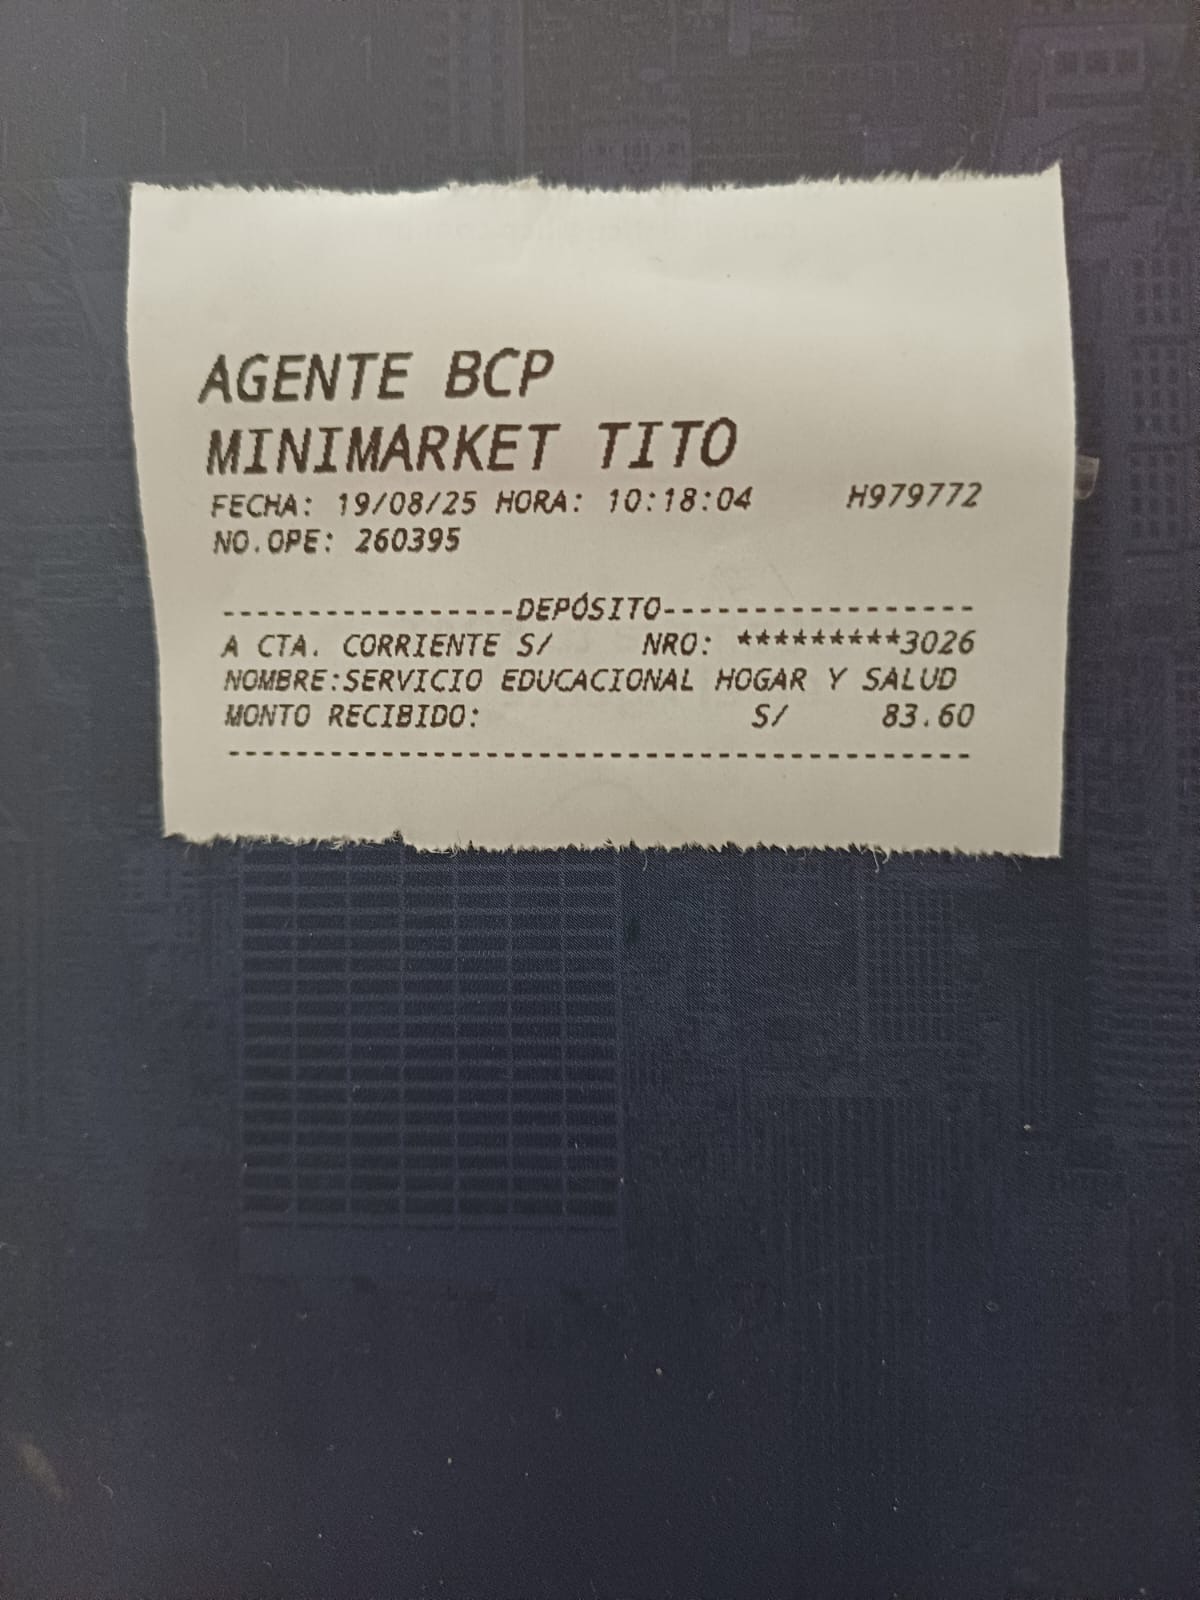 AGENTE BCP
MINIMARKET TITO
FECHA: 19/08/25 HORA: 10:18:04 H979772
NO.OPE: 260395
-----------------DEPÓSITO------------------
A CTA. CORRIENTE S/ NRO: *********3026
NOMBRE:SERVICIO EDUCACIONAL HOGAR Y SALUD
MONTO RECIBIDO: S/ 83.60
-------------------------------------------